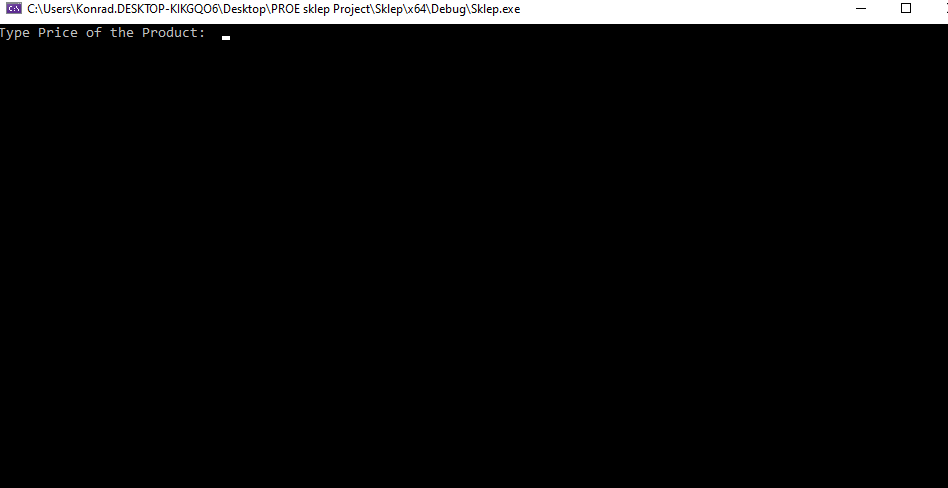 C:\Users\Konrad.DESKTOP-KIKGQO6\Desktop\PROE sklep Project\Sklep\x64\Debug\Sklep.exe
Type Price of the Product: